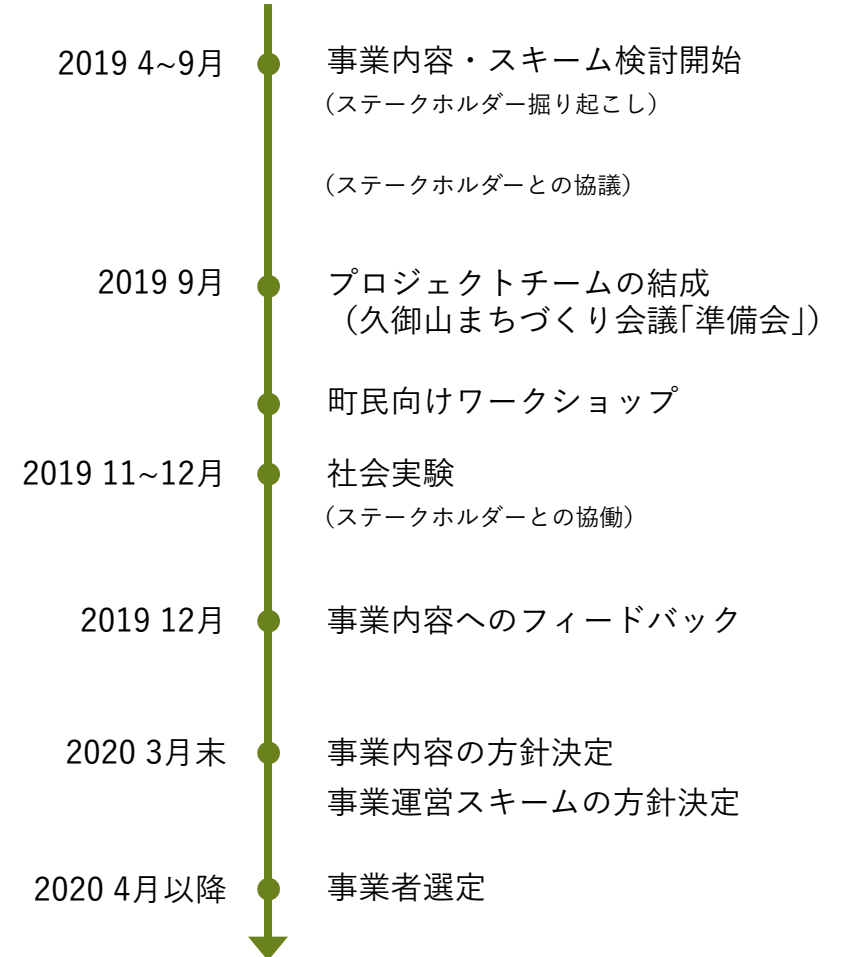 2019 4~9月 事業内容・スキーム検討開始
(ステークホルダー掘り起こし)
(ステークホルダーとの協議)
2019 9月 プロジェクトチームの結成
(久御山まちづくり会議｢準備会｣)
町民向けワークショップ
2019 11~12月 社会実験
(ステークホルダーとの協働)
2019 12月 事業内容へのフィードバック
2020 3月末 事業内容の方針決定
事業運営スキームの方針決定
2020 4月以降 事業者選定